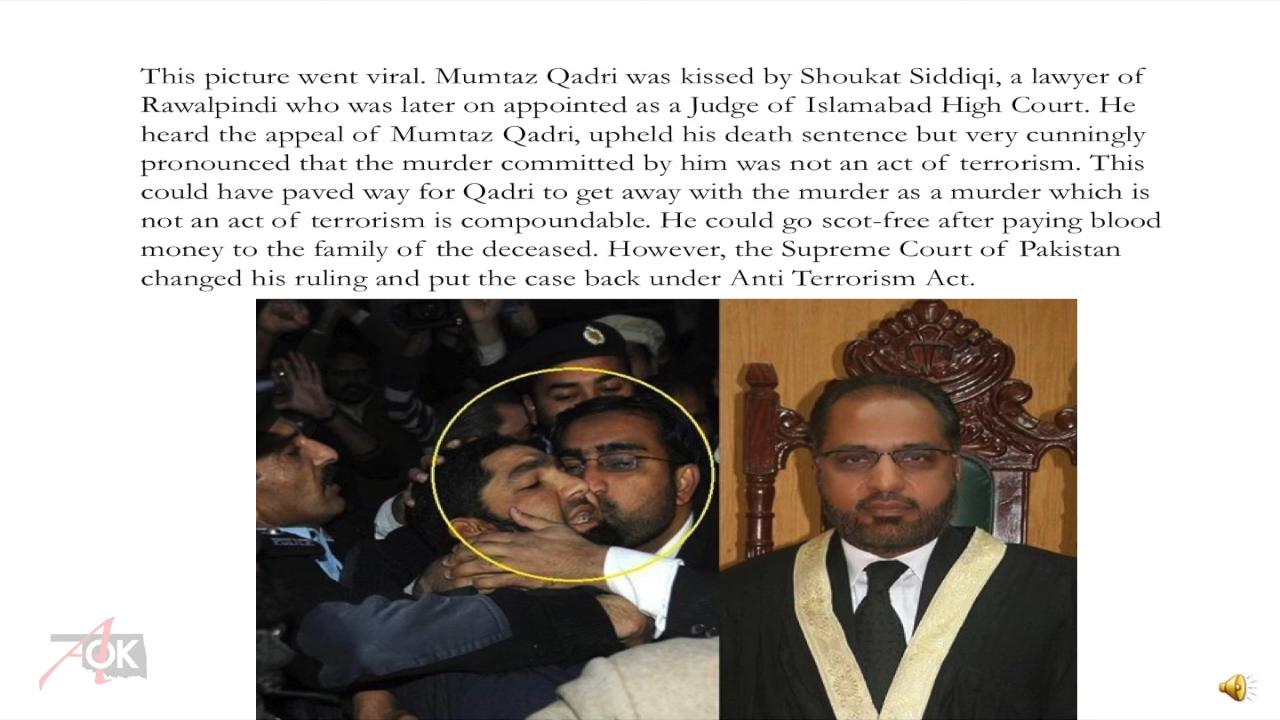 This picture went viral. Mumtaz Qadri was kissed by Shoukat Siddiqi, a lawyer of
Rawalpindi who was later on appointed as a Judge of Islamabad High Court. He
heard the appeal of Mumtaz Qadri, upheld his death sentence but very cunningly
pronounced that the murder committed by him was not an act of terrorism. This
could have paved way for Qadri to get away with the murder as a murder which is
not an act of terrorism is compoundable. He could go scot-free after paying blood
money to the family of the deceased. However, the Supreme Court of Pakistan
changed his ruling and put the case back under Anti Terrorism Act.
AOK